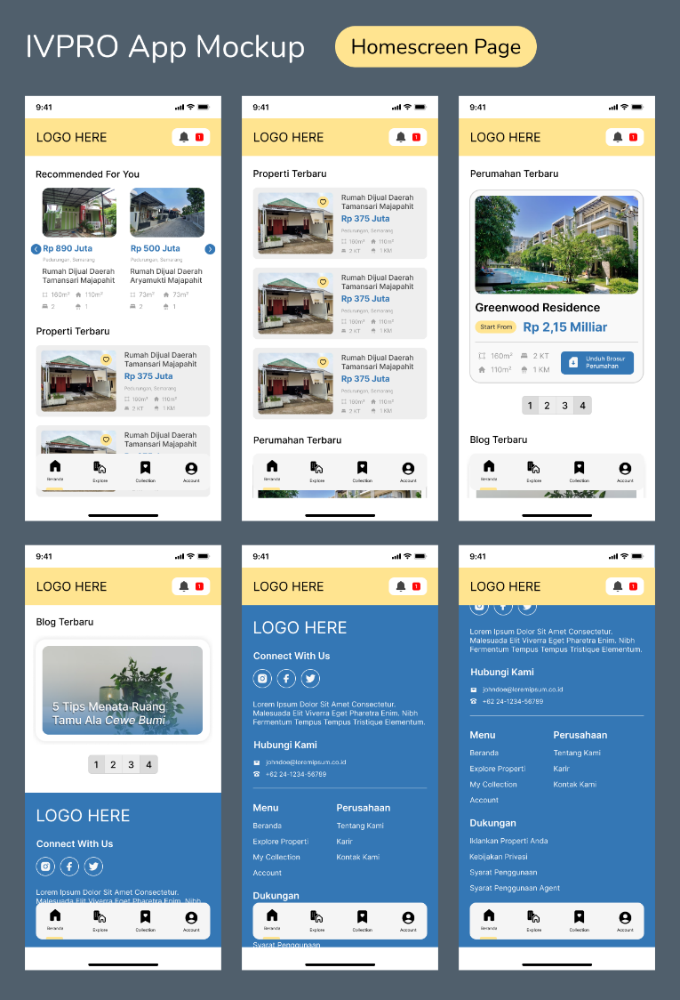 IVPRO App Mockup
Homescreen Page
9:41
LOGO HERE
1
Recommended For You
Rp 890 Juta
Pedurungan, Semarang
Rumah Dijual Daerah
Tamansari Majapahit
160m² 110m²
2 1
Rp 500 Juta
Pedurungan, Semarang
Rumah Dijual Daerah
Aryamukti Majapahit
73m² 73m²
2 1
Properti Terbaru
Rumah Dijual Daerah
Tamansari Majapahit
Rp 375 Juta
Pedurungan, Semarang
160m² 110m²
2 KT 1 KM
Rumah Dijual Daerah
Tamansari Majapahit
Beranda
Explore
Collection
Account
9:41
LOGO HERE
1
Properti Terbaru
Rumah Dijual Daerah
Tamansari Majapahit
Rp 375 Juta
Pedurungan, Semarang
160m² 110m²
2 KT 1 KM
Rumah Dijual Daerah
Tamansari Majapahit
Rp 375 Juta
Pedurungan, Semarang
160m² 110m²
2 KT 1 KM
Rumah Dijual Daerah
Tamansari Majapahit
Rp 375 Juta
Pedurungan, Semarang
160m² 110m²
2 KT 1 KM
Perumahan Terbaru
Beranda
Explore
Collection
Account
9:41
LOGO HERE
1
Perumahan Terbaru
Greenwood Residence
Start From
Rp 2,15 Milliar
160m² 2 KT
110m² 1 KM
Unduh Brosur
Perumahan
1 2 3 4
Blog Terbaru
Beranda
Explore
Collection
Account
9:41
LOGO HERE
1
Blog Terbaru
5 Tips Menata Ruang
Tamu Ala Cewe Bumi
1 2 3 4
LOGO HERE
Connect With Us
Lorem Ipsum Dolor Sit Amet Consectetur.
Malesuada Elit Viverra Eget Pharetra Enim. Nibh
Beranda
Explore
Collection
Account
9:41
LOGO HERE
1
LOGO HERE
Connect With Us
Lorem Ipsum Dolor Sit Amet Consectetur.
Malesuada Elit Viverra Eget Pharetra Enim. Nibh
Fermentum Tempus Tempus Tristique Elementum.
Hubungi Kami
johndoe@loremipsum.co.id
+62 24-1234-56789
Menu
Beranda
Explore Properti
My Collection
Account
Perusahaan
Tentang Kami
Karir
Kontak Kami
Dukungan
Beranda
Explore
Collection
Account
Syarat Penggunaan
9:41
LOGO HERE
1
Lorem Ipsum Dolor Sit Amet Consectetur.
Malesuada Elit Viverra Eget Pharetra Enim. Nibh
Fermentum Tempus Tempus Tristique Elementum.
Hubungi Kami
johndoe@loremipsum.co.id
+62 24-1234-56789
Menu
Beranda
Explore Properti
My Collection
Account
Perusahaan
Tentang Kami
Karir
Kontak Kami
Dukungan
Iklankan Properti Anda
Kebijakan Privasi
Syarat Penggunaan
Syarat Penggunaan Agent
Beranda
Explore
Collection
Account